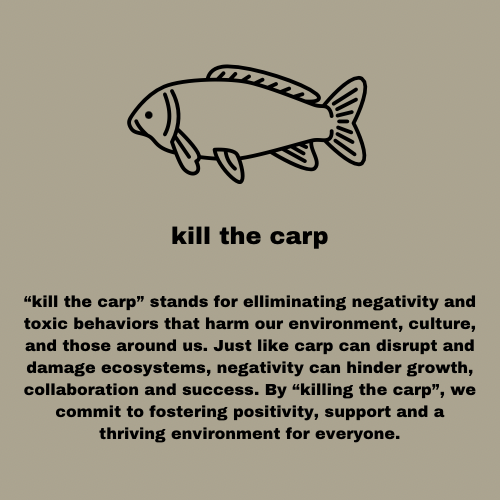 kill the carp
“kill the carp” stands for elliminating negativity and
toxic behaviors that harm our environment, culture,
and those around us. Just like carp can disrupt and
damage ecosystems, negativity can hinder growth,
collaboration and success. By “killing the carp”, we
commit to fostering positivity, support and a
thriving environment for everyone.